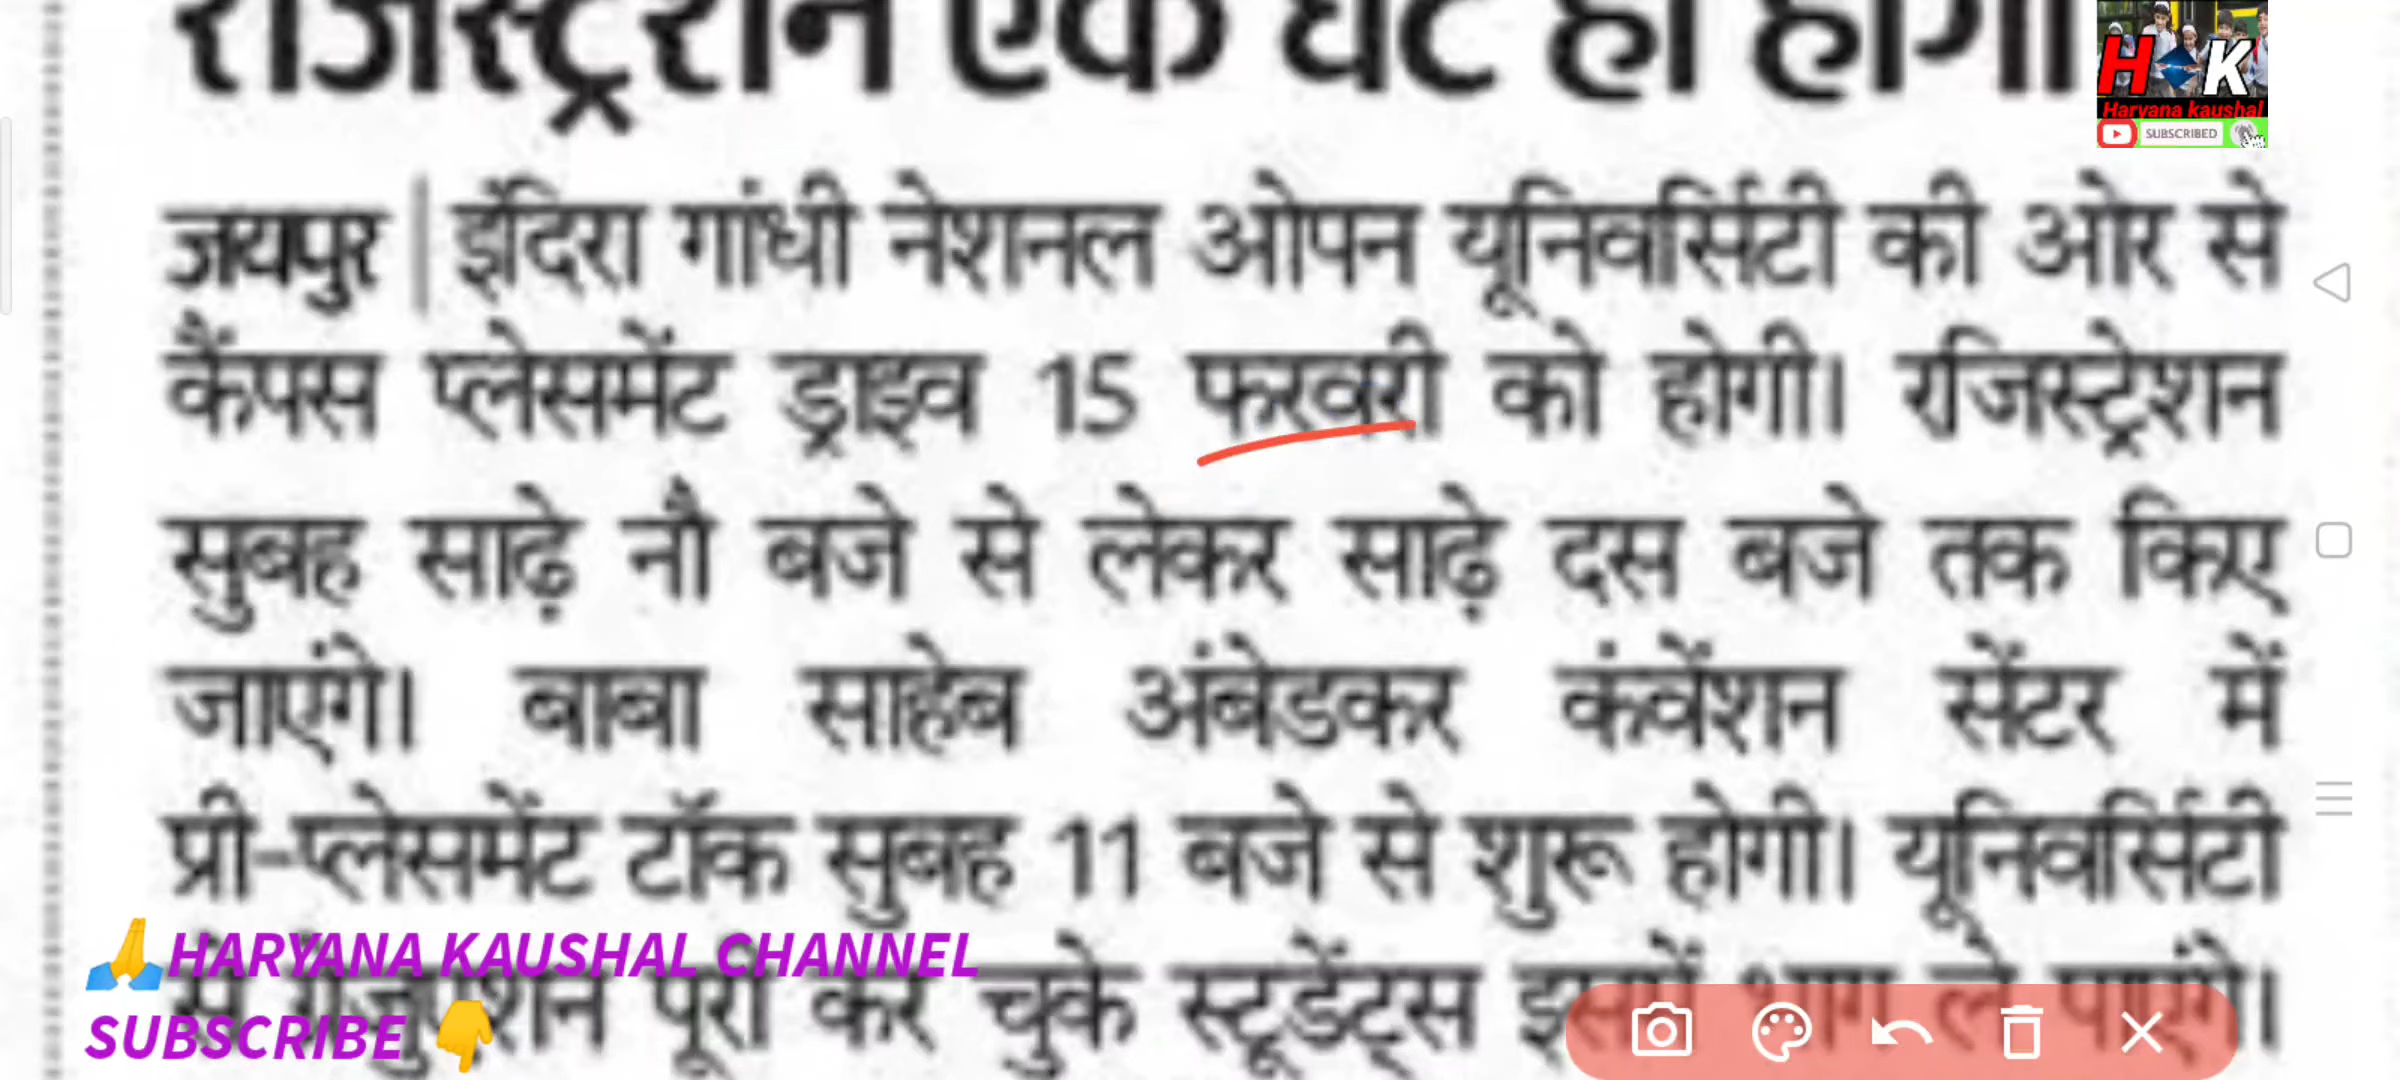 रजिस्ट्रेशन एक घंटे ही होगा
H K
Haryana kaushal
SUBSCRIBED
जयपुर | इंदिरा गांधी नेशनल ओपन यूनिवर्सिटी की ओर से
कैंपस प्लेसमेंट ड्राइव 15 फरवरी को होगी। रजिस्ट्रेशन
सुबह साढ़े नौ बजे से लेकर साढ़े दस बजे तक किए
जाएंगे। बाबा साहेब अंबेडकर कंवेंशन सेंटर में
प्री-प्लेसमेंट टॉक सुबह 11 बजे से शुरू होगी। यूनिवर्सिटी
से ग्रेजुएशन पूरी कर चुके स्टूडेंट्स इसमें भाग ले पाएंगे।
HARYANA KAUSHAL CHANNEL
SUBSCRIBE